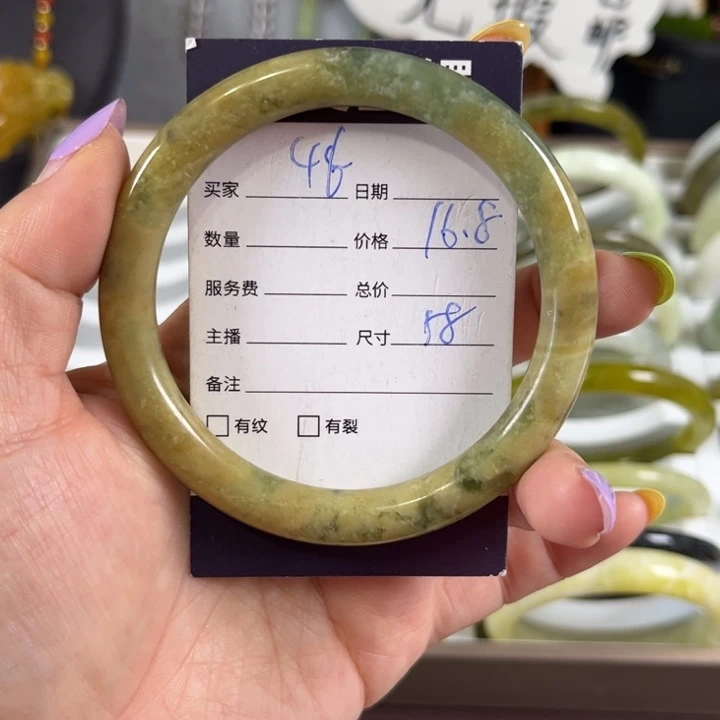 48
买家 日期
数量 价格 16.8
服务费 总价
主播 尺寸 58
备注
有纹 有裂